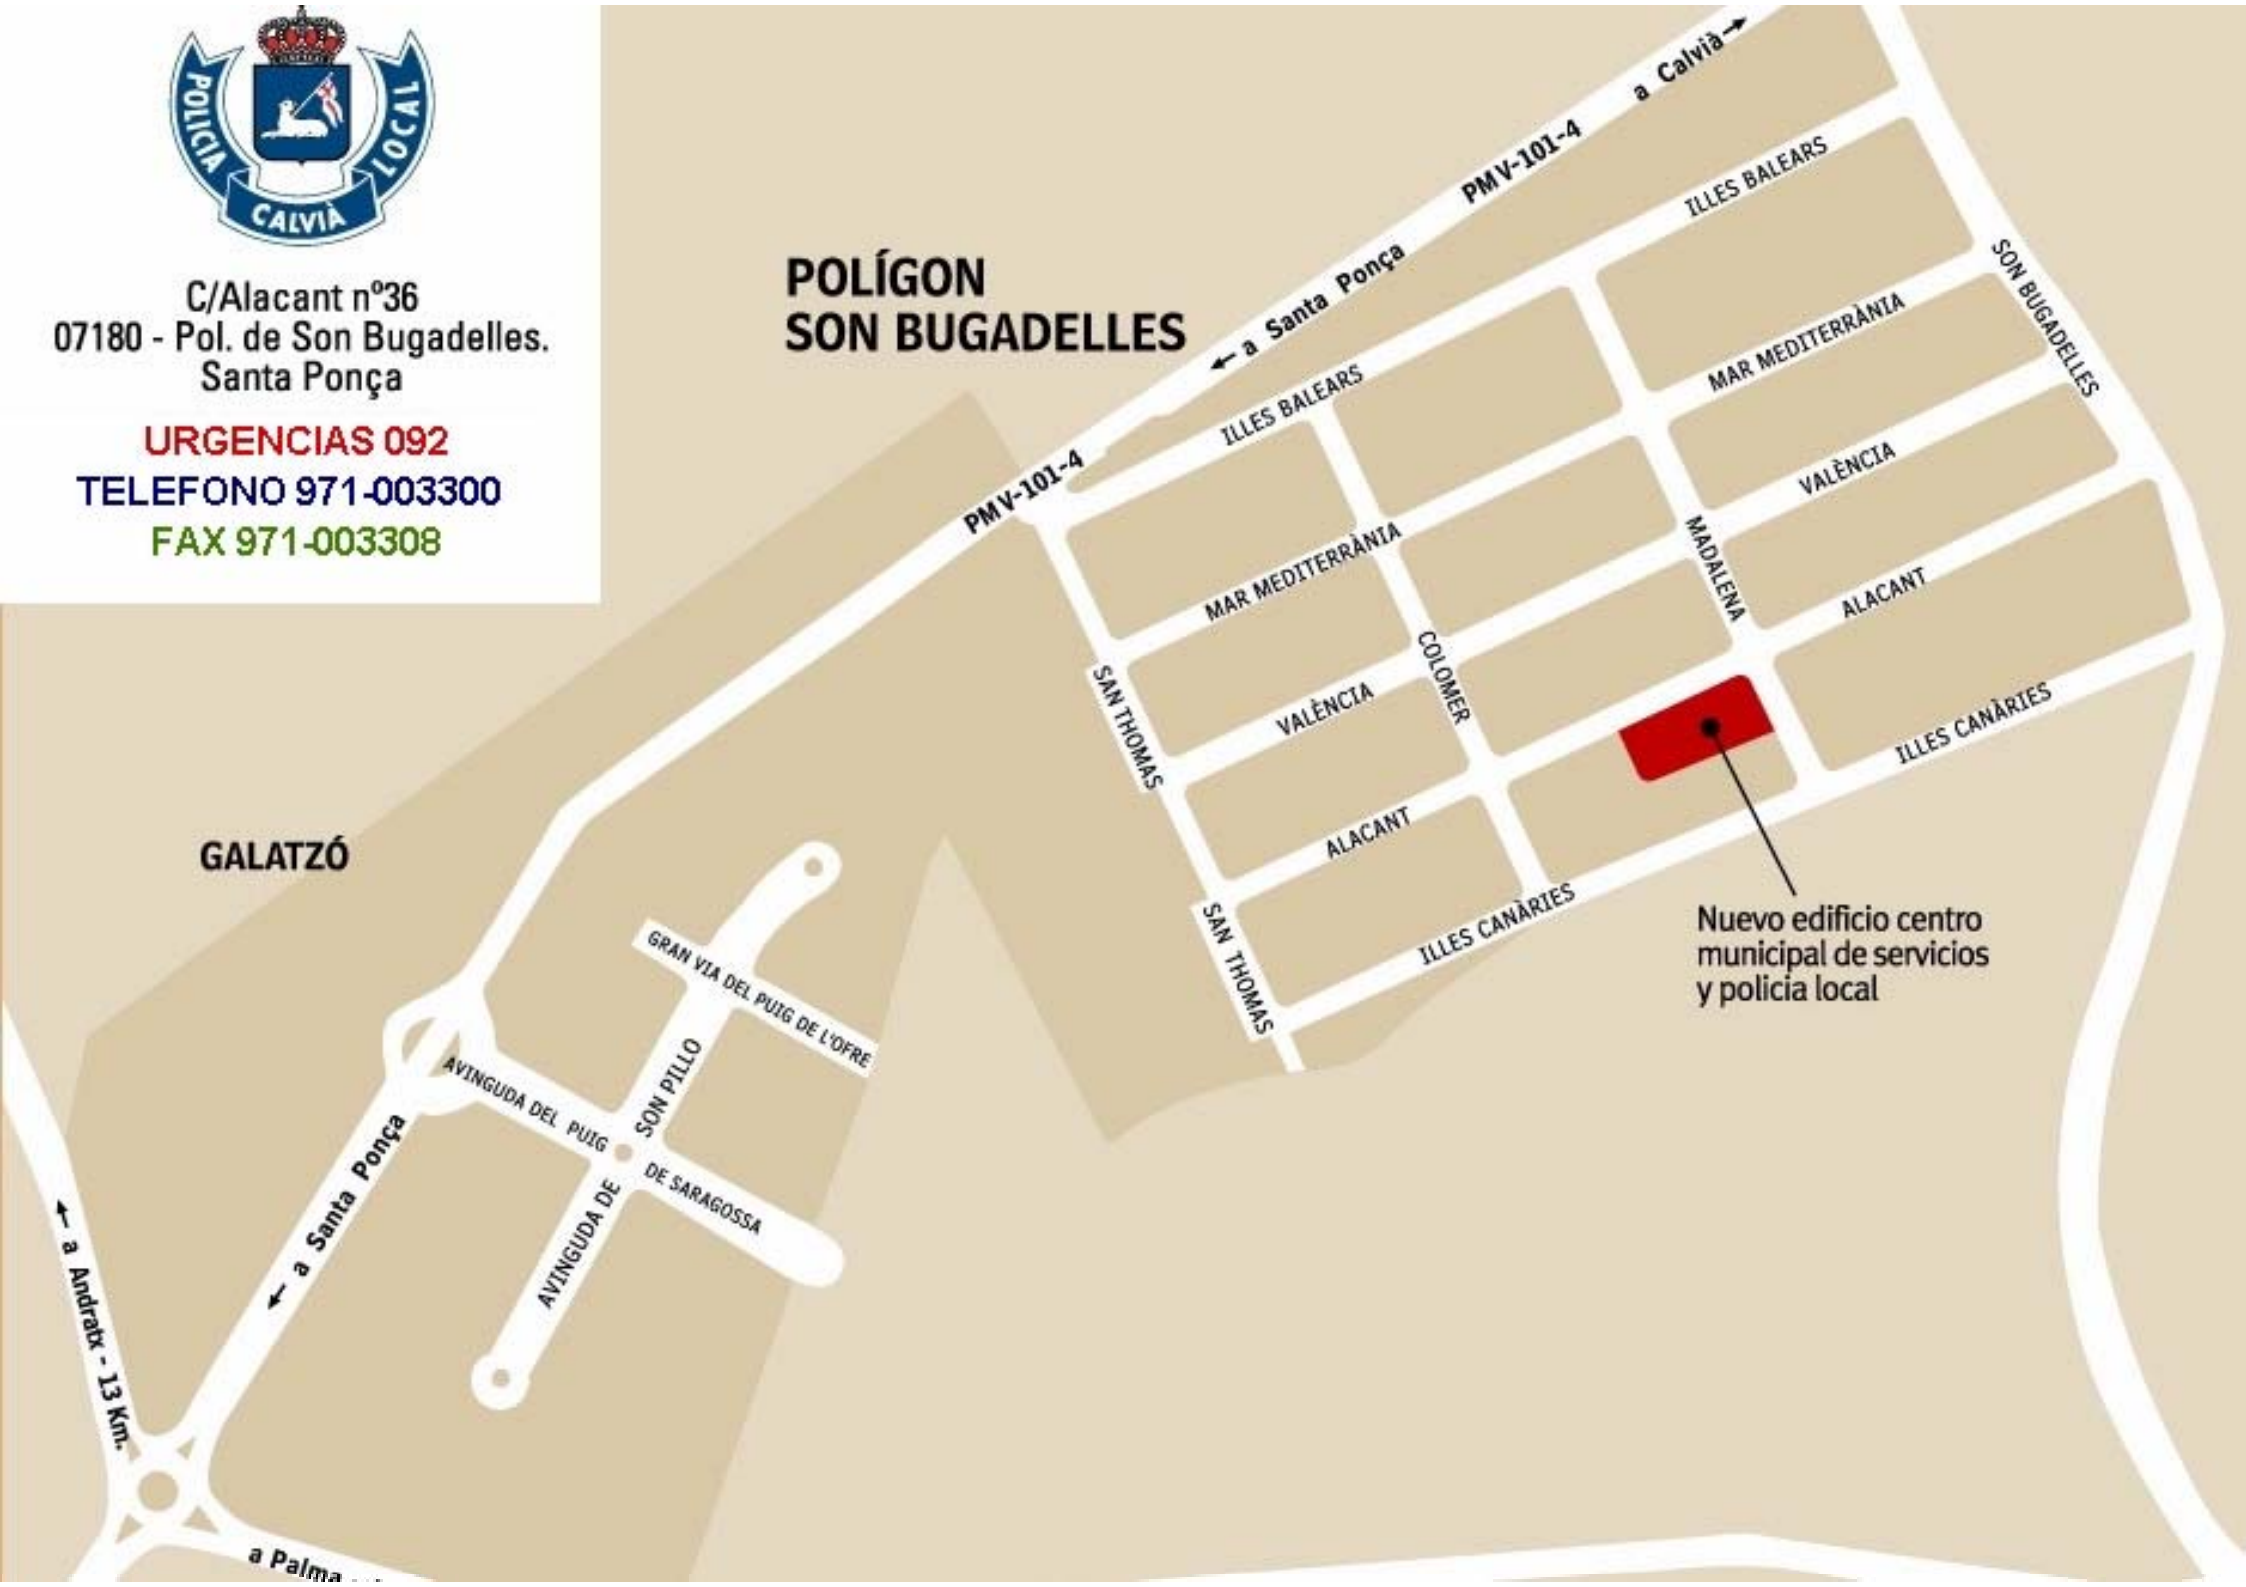 POLICIA LOCAL
CALVIÀ
C/Alacant nº36
07180 - Pol. de Son Bugadelles.
Santa Ponça
URGENCIAS 092
TELEFONO 971-003300
FAX 971-003308
POLÍGON
SON BUGADELLES
a Calvià
PM V-101-4
a Santa Ponça
PM V-101-4
ILLES BALEARS
ILLES BALEARS
SON BUGADELLES
MAR MEDITERRÀNIA
MAR MEDITERRÀNIA
VALÈNCIA
VALÈNCIA
MADALENA
COLOMER
SAN THOMAS
SAN THOMAS
ALACANT
ALACANT
ILLES CANÀRIES
ILLES CANÀRIES
Nuevo edificio centro
municipal de servicios
y policia local
GALATZÓ
GRAN VIA DEL PUIG DE L'OFRE
AVINGUDA DEL PUIG
DE SARAGOSSA
AVINGUDA DE
SON PILLO
a Santa Ponça
a Andratx - 13 Km.
a Palma